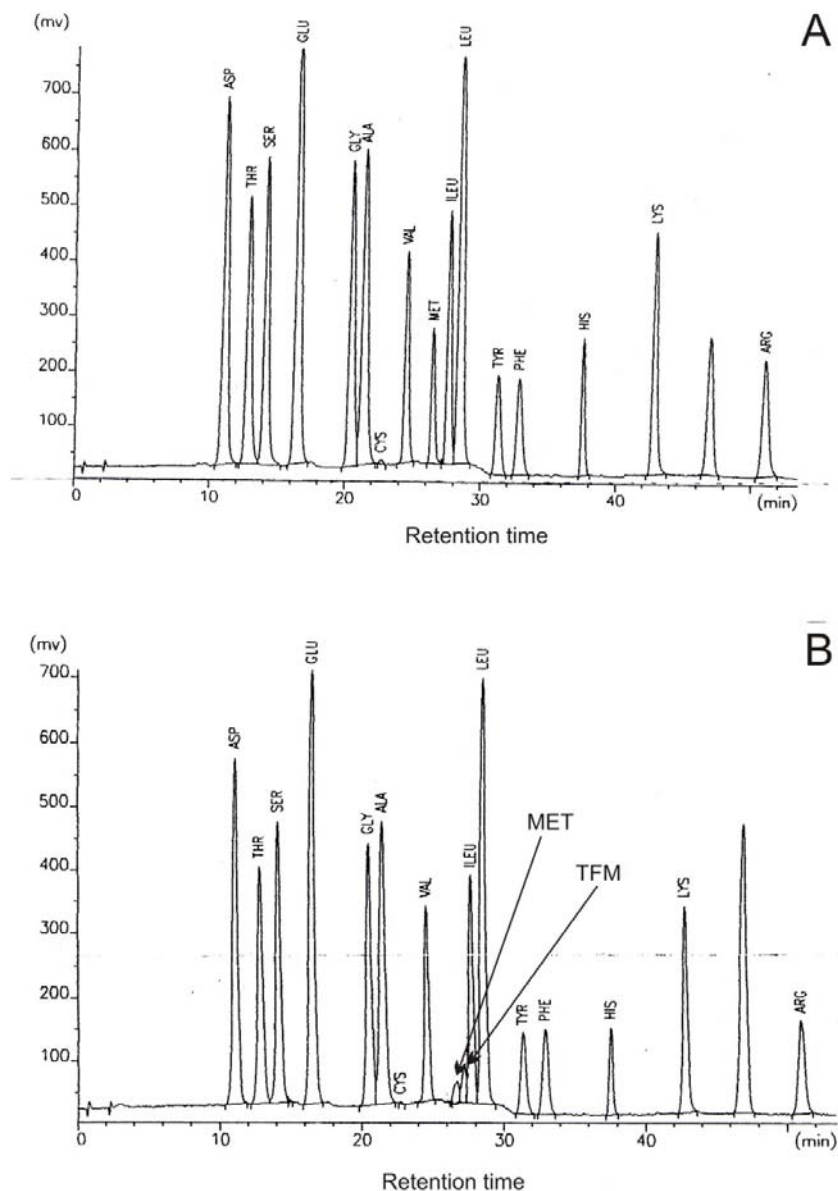 A
(mv)
700
600
500
400
300
200
100
ASP
THR
SER
GLU
GLY
ALA
CYS
VAL
MET
ILEU
LEU
TYR
PHE
HIS
LYS
ARG
0
10
20
30
40
(min)
Retention time
B
(mv)
700
600
500
400
300
200
100
ASP
THR
SER
GLU
GLY
ALA
CYS
VAL
MET
TFM
ILEU
LEU
TYR
PHE
HIS
LYS
ARG
0
10
20
30
40
(min)
Retention time